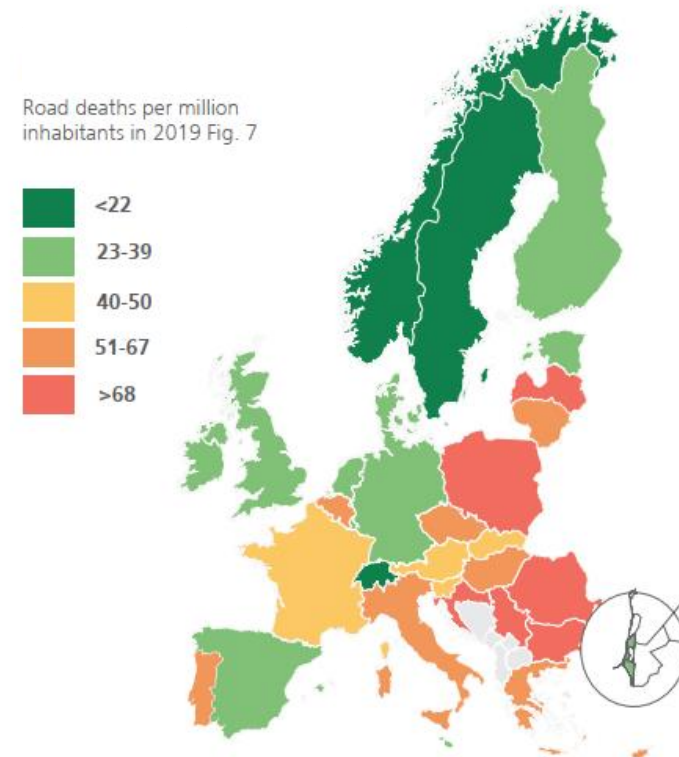 Road deaths per million
inhabitants in 2019 Fig. 7
<22
23-39
40-50
51-67
>68